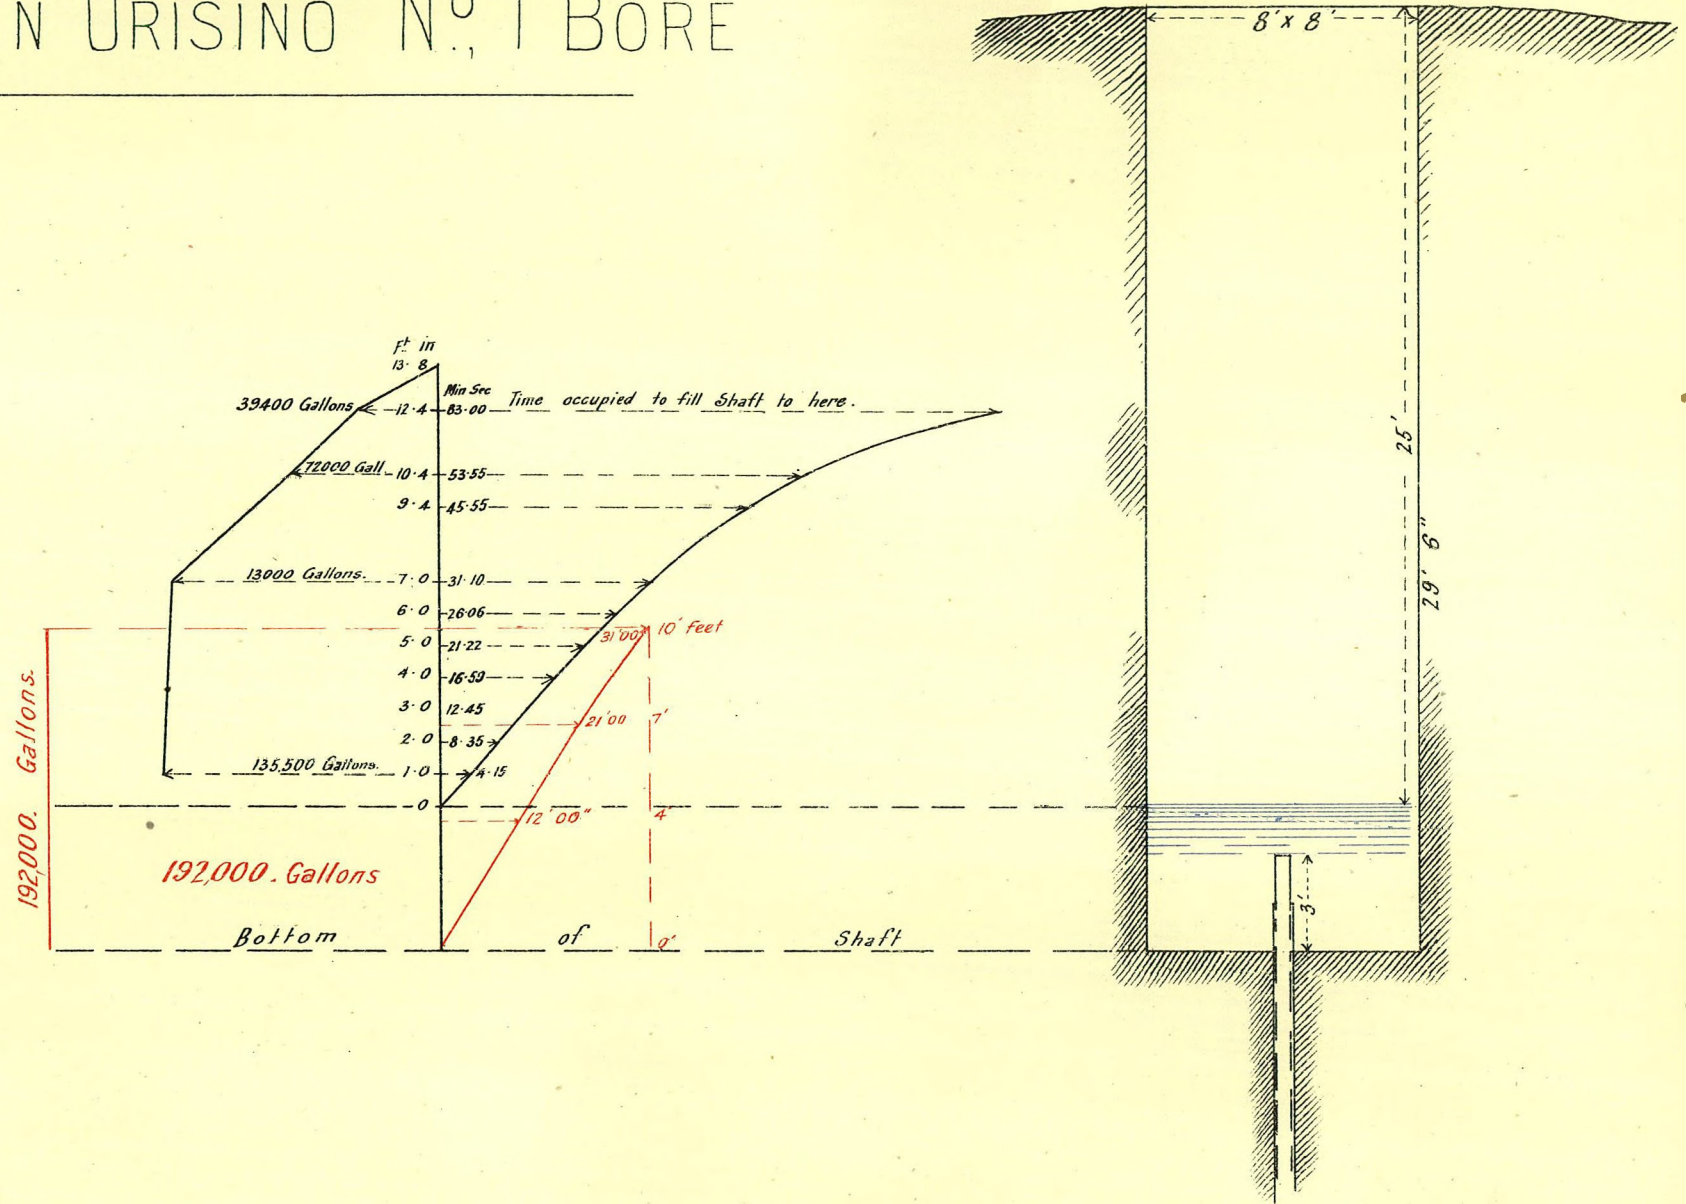 N URISINO Nº., 1 BORE
8' x 8'
Ft in
13·8
Min Sec
39400 Gallons 12·4 83·00 Time occupied to fill Shaft to here.
72000 Gall 10·4 53·55
9·4 45·55
13000 Gallons. 7·0 31·10
6·0 26·06
31'00" 10' feet
5·0 21·22
4·0 16·59
3·0 12·45
21'00 7'
2·0 8·35
135,500 Gallons. 1·0 4·15
0
12'00" 4'
192,000. Gallons.
192,000. Gallons
Bottom of Shaft
0'
25'
29' 6"
3'